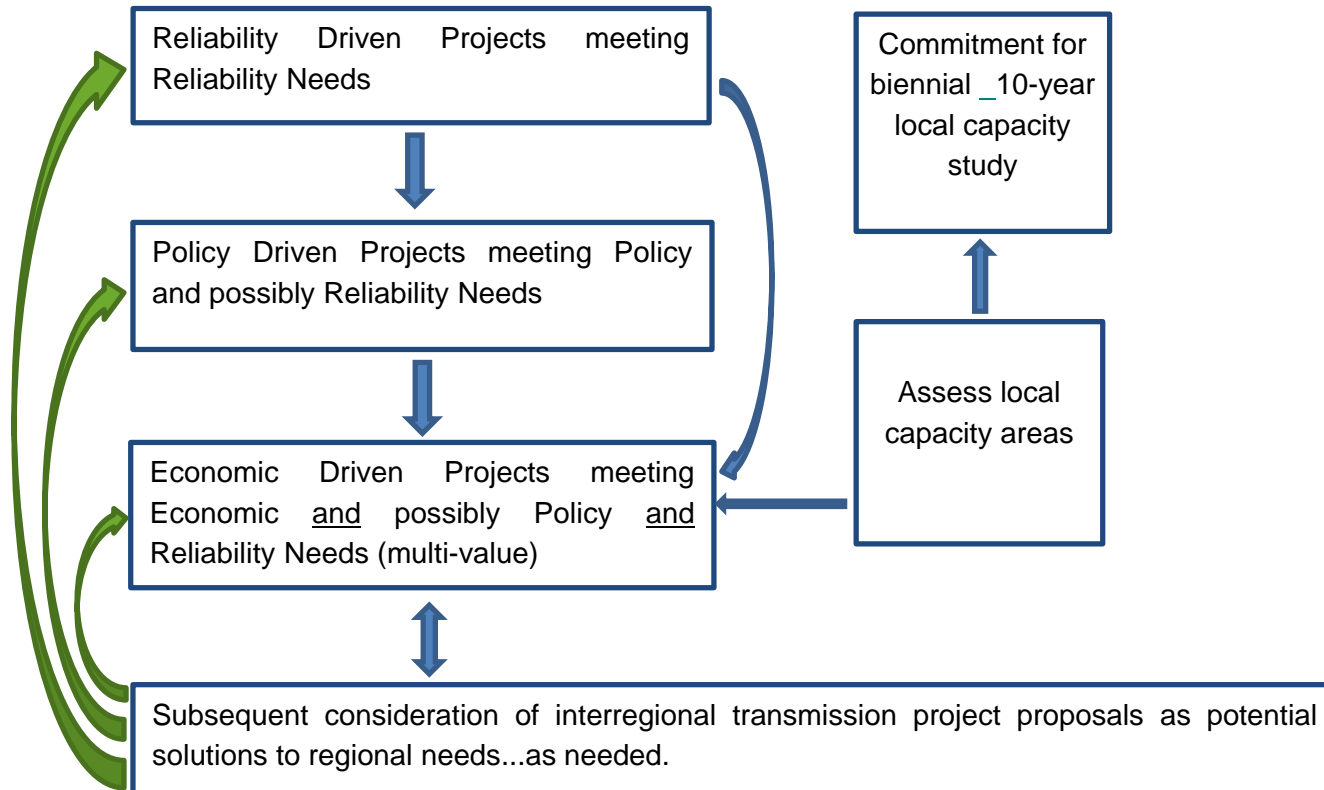 Reliability Driven Projects meeting
Reliability Needs
Commitment for
biennial _10-year
local capacity
study
Policy Driven Projects meeting Policy
and possibly Reliability Needs
Assess local
capacity areas
Economic Driven Projects meeting
Economic and possibly Policy and
Reliability Needs (multi-value)
Subsequent consideration of interregional transmission project proposals as potential
solutions to regional needs...as needed.